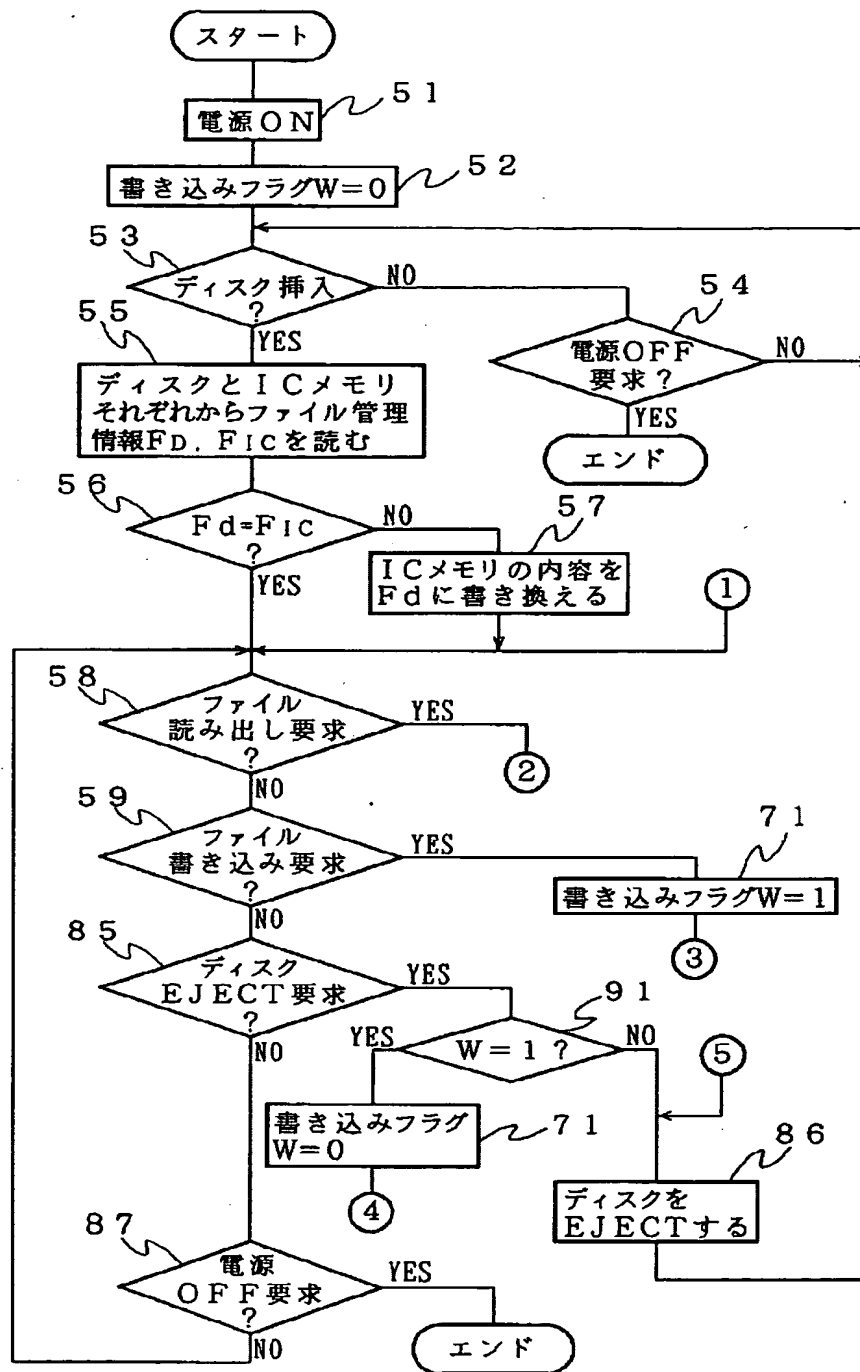 スタート
51
電源ON
52
書き込みフラグW=0
53
ディスク挿入
?
NO
YES
54
電源OFF
要求?
NO
YES
エンド
55
ディスクとICメモリ
それぞれからファイル管理
情報FD. FICを読む
56
Fd=FIC
?
NO
YES
57
ICメモリの内容を
Fdに書き換える
①
58
ファイル
読み出し要求
?
YES
②
NO
59
ファイル
書き込み要求
?
YES
71
書き込みフラグW=1
③
NO
85
ディスク
EJECT要求
?
YES
NO
91
W=1?
YES
NO
⑤
書き込みフラグ
W=0
71
④
86
ディスクを
EJECTする
87
電源
OFF要求
?
YES
エンド
NO